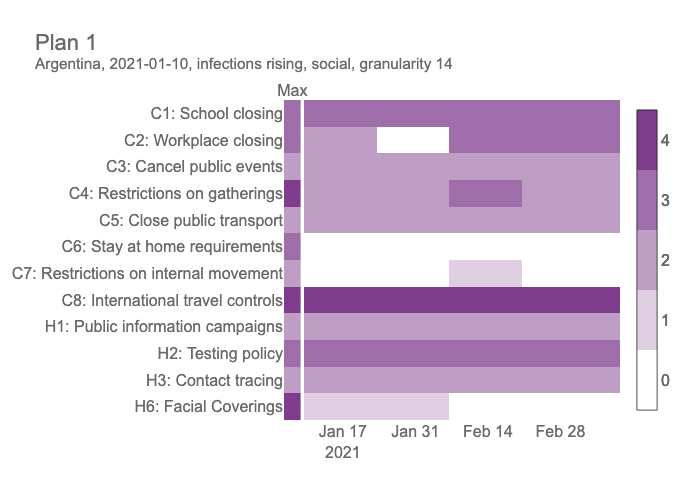 Plan 1
Argentina, 2021-01-10, infections rising, social, granularity 14
Max
C1: School closing
C2: Workplace closing
C3: Cancel public events
C4: Restrictions on gatherings
C5: Close public transport
C6: Stay at home requirements
C7: Restrictions on internal movement
C8: International travel controls
H1: Public information campaigns
H2: Testing policy
H3: Contact tracing
H6: Facial Coverings
Jan 17 Jan 31 Feb 14 Feb 28
2021
4
3
2
1
0